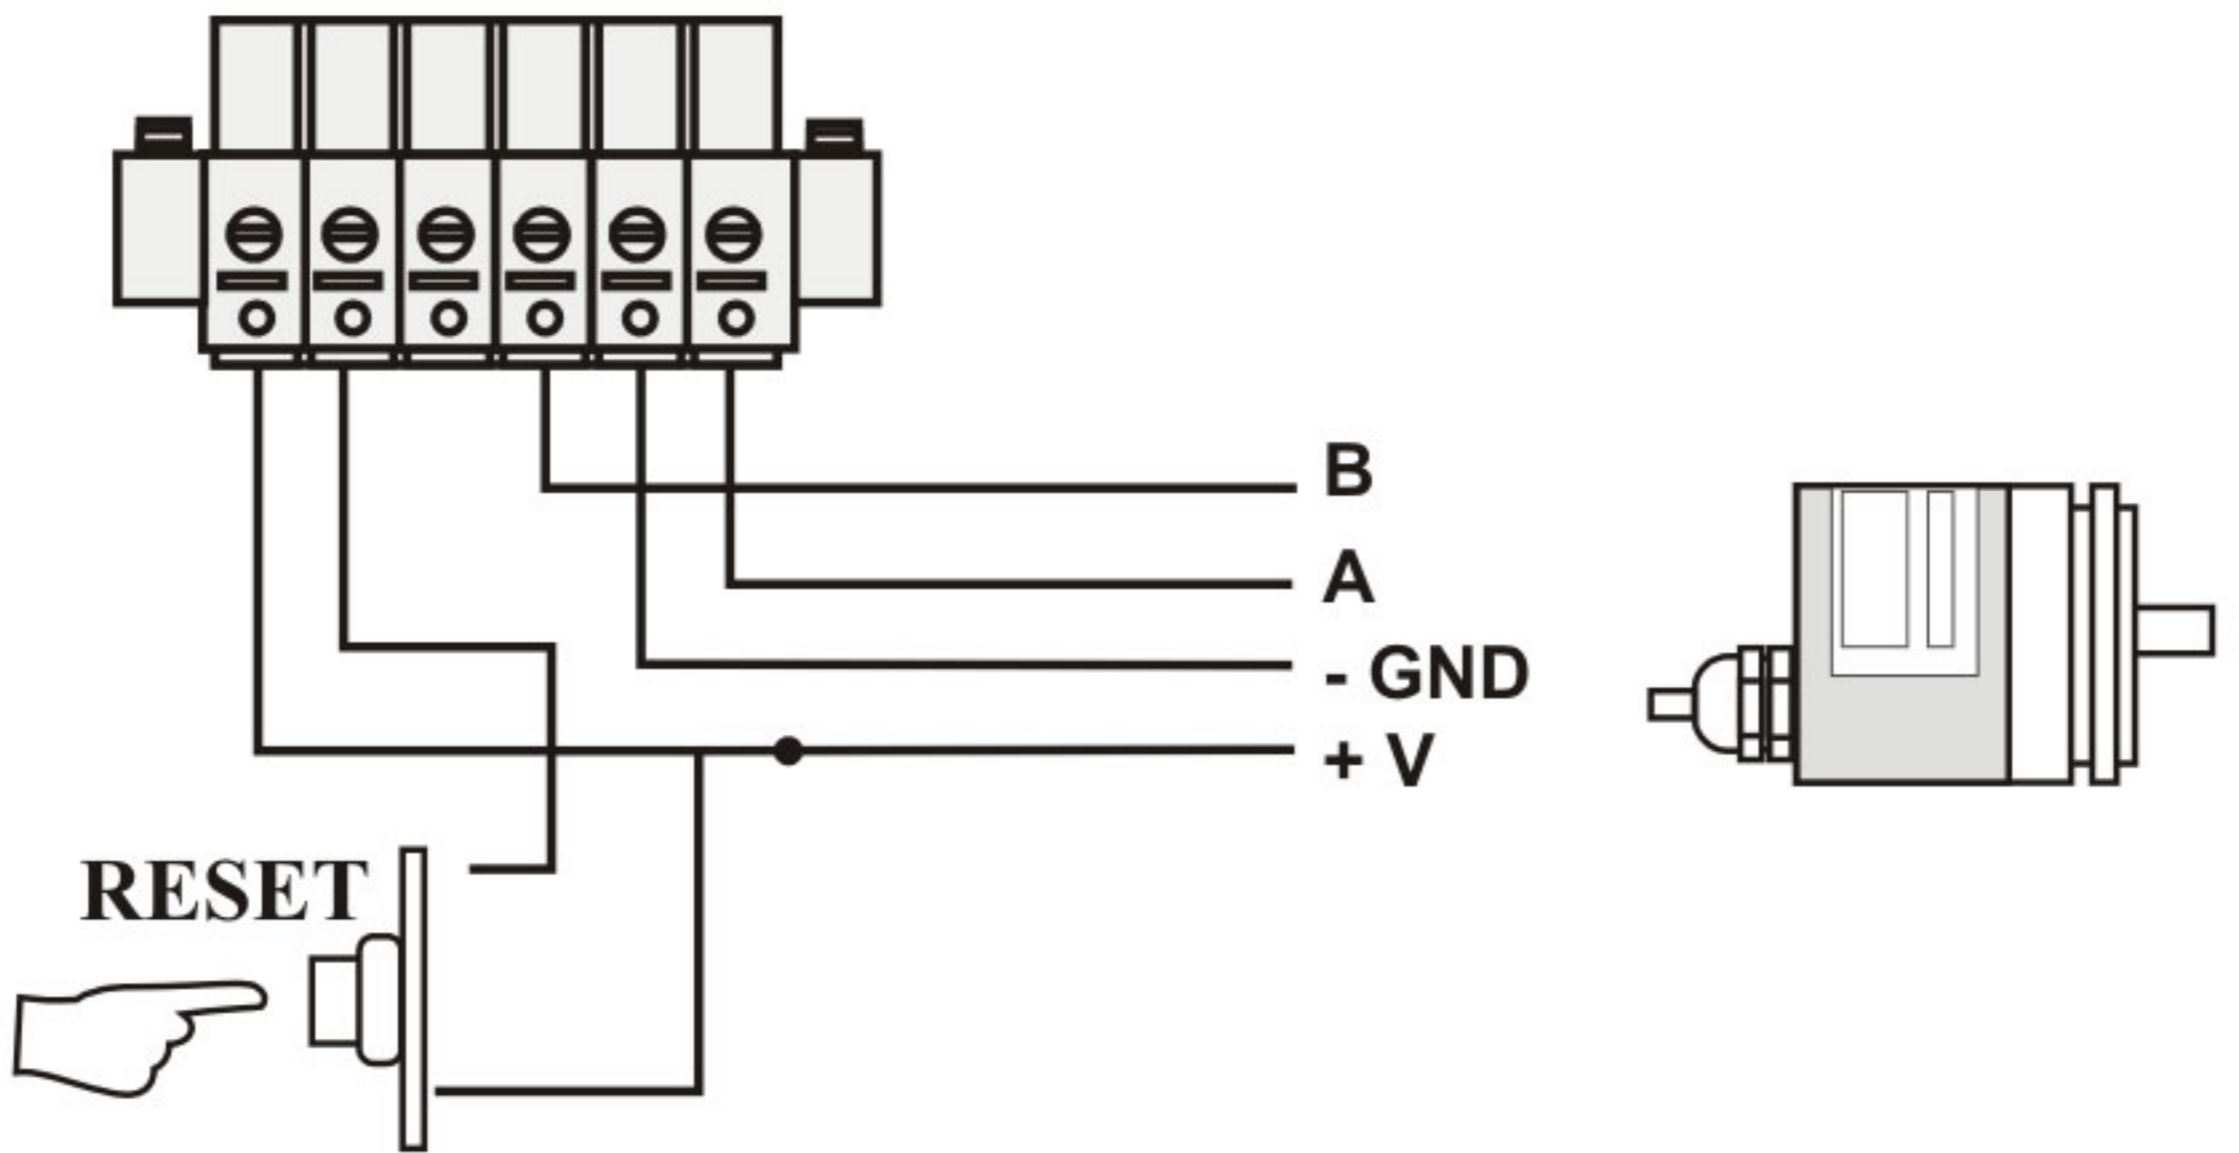 B
A
- GND
+ V
RESET